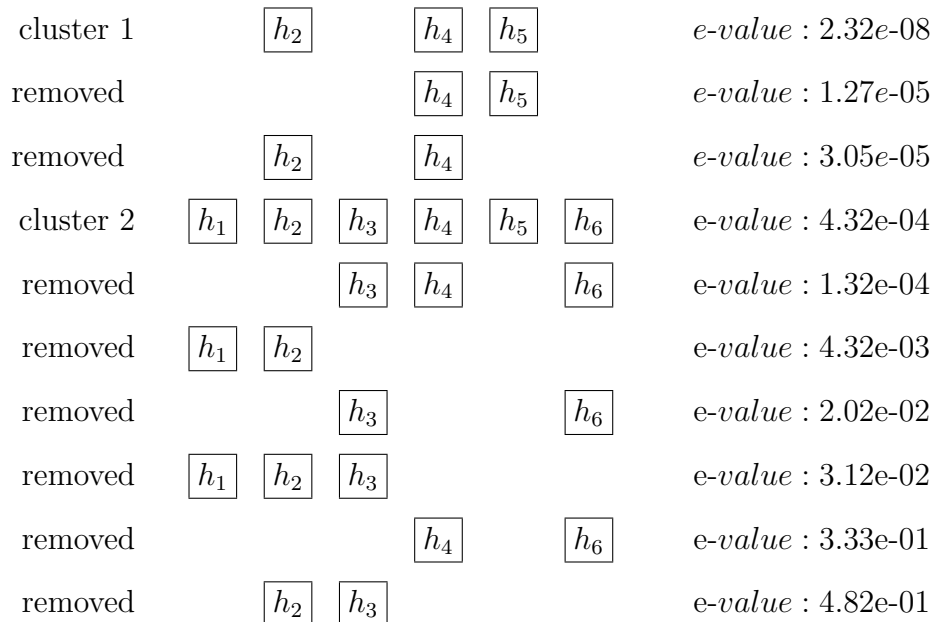 cluster 1 h₂ h₄ h₅ e-value : 2.32e-08
removed h₄ h₅ e-value : 1.27e-05
removed h₂ h₄ e-value : 3.05e-05
cluster 2 h₁ h₂ h₃ h₄ h₅ h₆ e-value : 4.32e-04
removed h₃ h₄ h₆ e-value : 1.32e-04
removed h₁ h₂ e-value : 4.32e-03
removed h₃ h₆ e-value : 2.02e-02
removed h₁ h₂ h₃ e-value : 3.12e-02
removed h₄ h₆ e-value : 3.33e-01
removed h₂ h₃ e-value : 4.82e-01